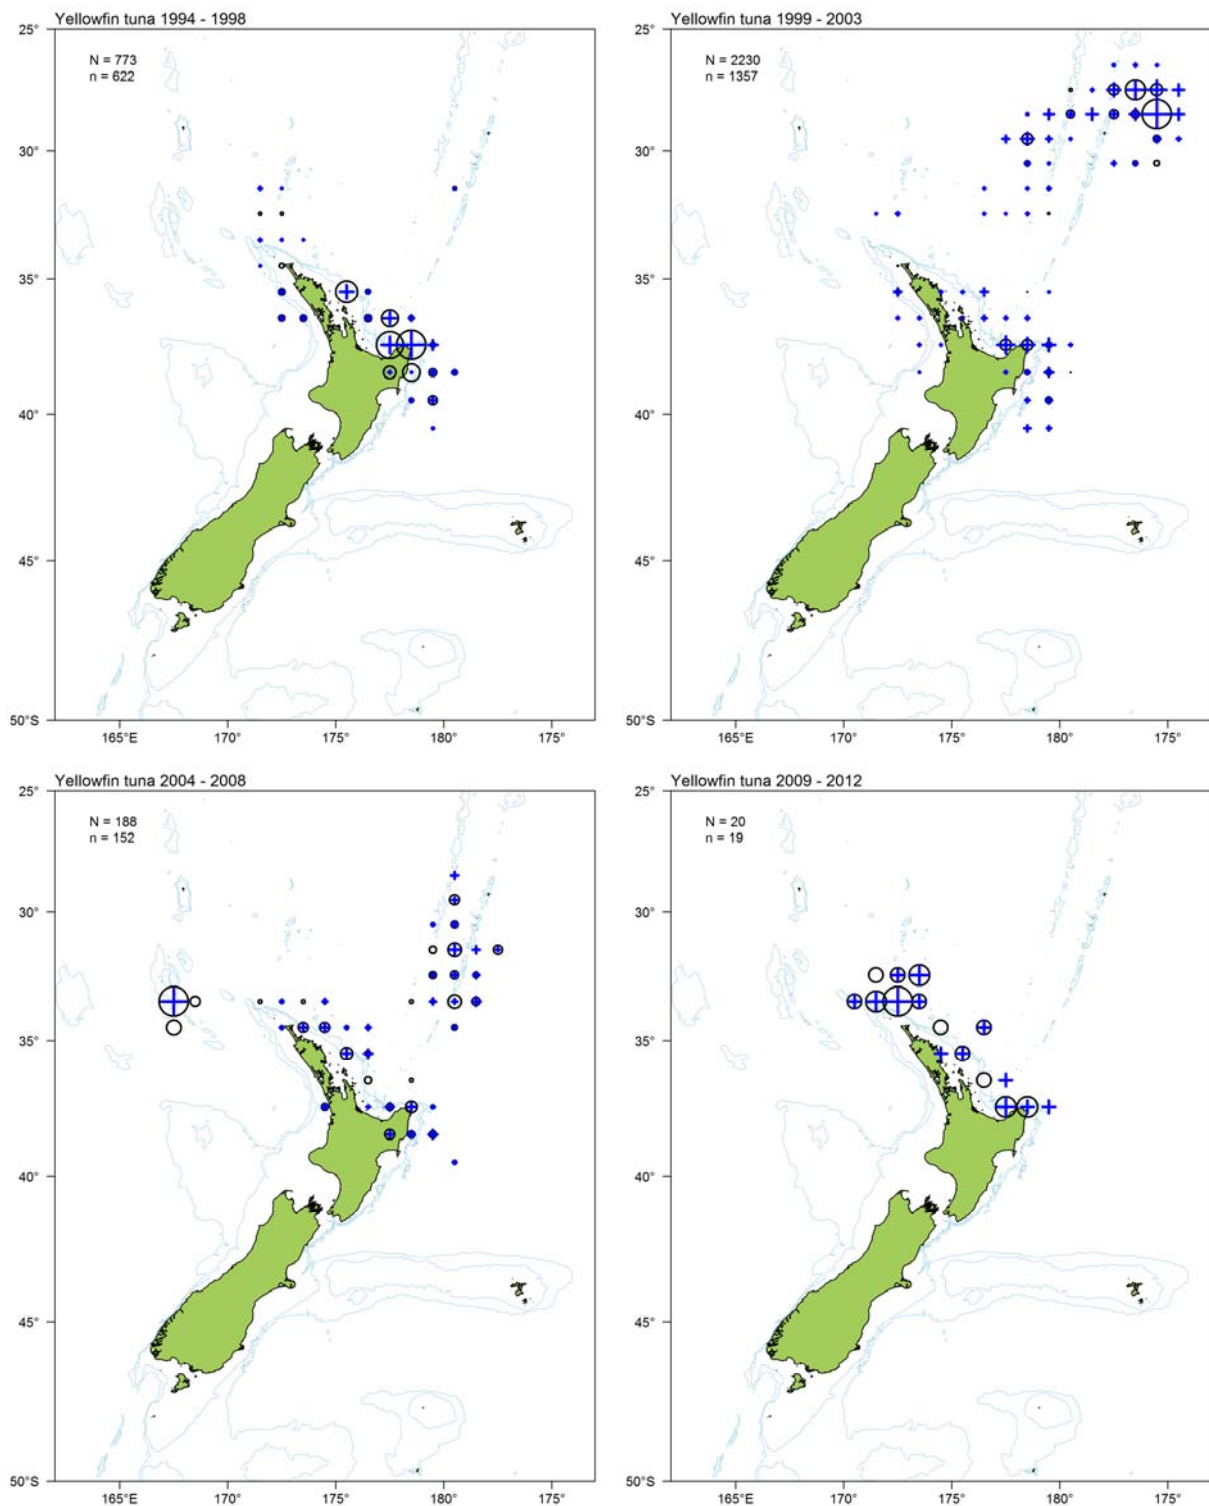 Yellowfin tuna 1994 - 1998
N = 773
n = 622
25°
30°
35°
40°
45°
50°S
165°E
170°
175°
180°
175°
Yellowfin tuna 1999 - 2003
N = 2230
n = 1357
25°
30°
35°
40°
45°
50°S
165°E
170°
175°
180°
175°
Yellowfin tuna 2004 - 2008
N = 188
n = 152
25°
30°
35°
40°
45°
50°S
165°E
170°
175°
180°
175°
Yellowfin tuna 2009 - 2012
N = 20
n = 19
25°
30°
35°
40°
45°
50°S
165°E
170°
175°
180°
175°